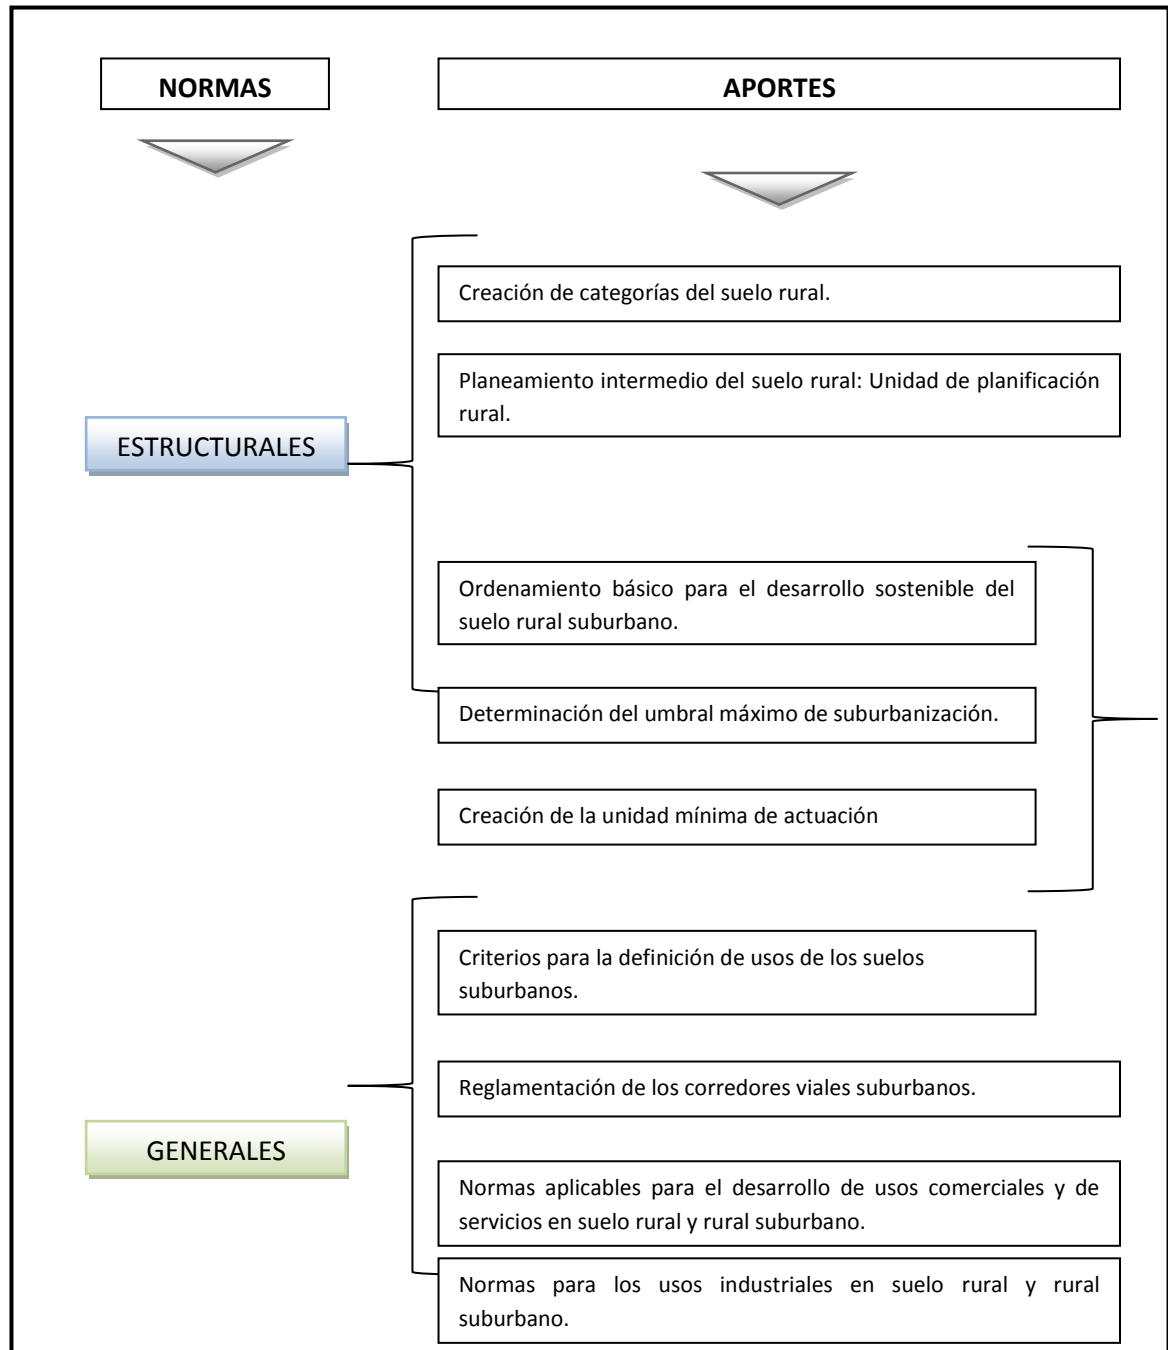 NORMAS
APORTES
Creación de categorías del suelo rural.
Planeamiento intermedio del suelo rural: Unidad de planificación
rural.
ESTRUCTURALES
Ordenamiento básico para el desarrollo sostenible del
suelo rural suburbano.
Determinación del umbral máximo de suburbanización.
Creación de la unidad mínima de actuación
Criterios para la definición de usos de los suelos
suburbanos.
Reglamentación de los corredores viales suburbanos.
GENERALES
Normas aplicables para el desarrollo de usos comerciales y de
servicios en suelo rural y rural suburbano.
Normas para los usos industriales en suelo rural y rural
suburbano.